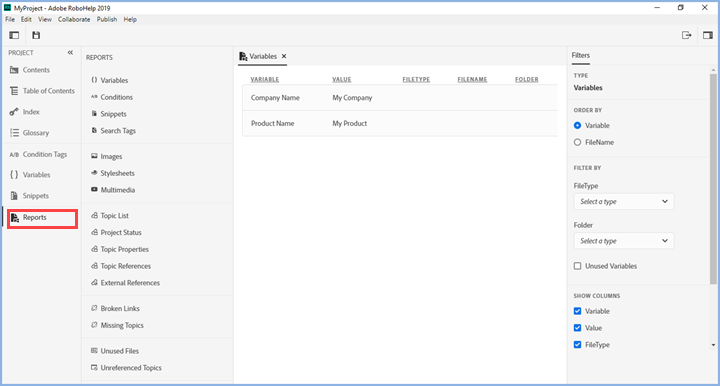 MyProject - Adobe RoboHelp 2019
File Edit View Collaborate Publish Help
PROJECT
Contents
Table of Contents
Index
Glossary
A/B Condition Tags
Variables
Snippets
Reports
REPORTS
Variables
A/B Conditions
Snippets
Search Tags
Images
Stylesheets
Multimedia
Topic List
Project Status
Topic Properties
Topic References
External References
Broken Links
Missing Topics
Unused Files
Unreferenced Topics
Variables
VARIABLE VALUE FILETYPE FILENAME FOLDER
Company Name My Company
Product Name My Product
Filters
TYPE
Variables
ORDER BY
Variable
FileName
FILTER BY
FileType
Select a type
Folder
Select a type
Unused Variables
SHOW COLUMNS
Variable
Value
FileType